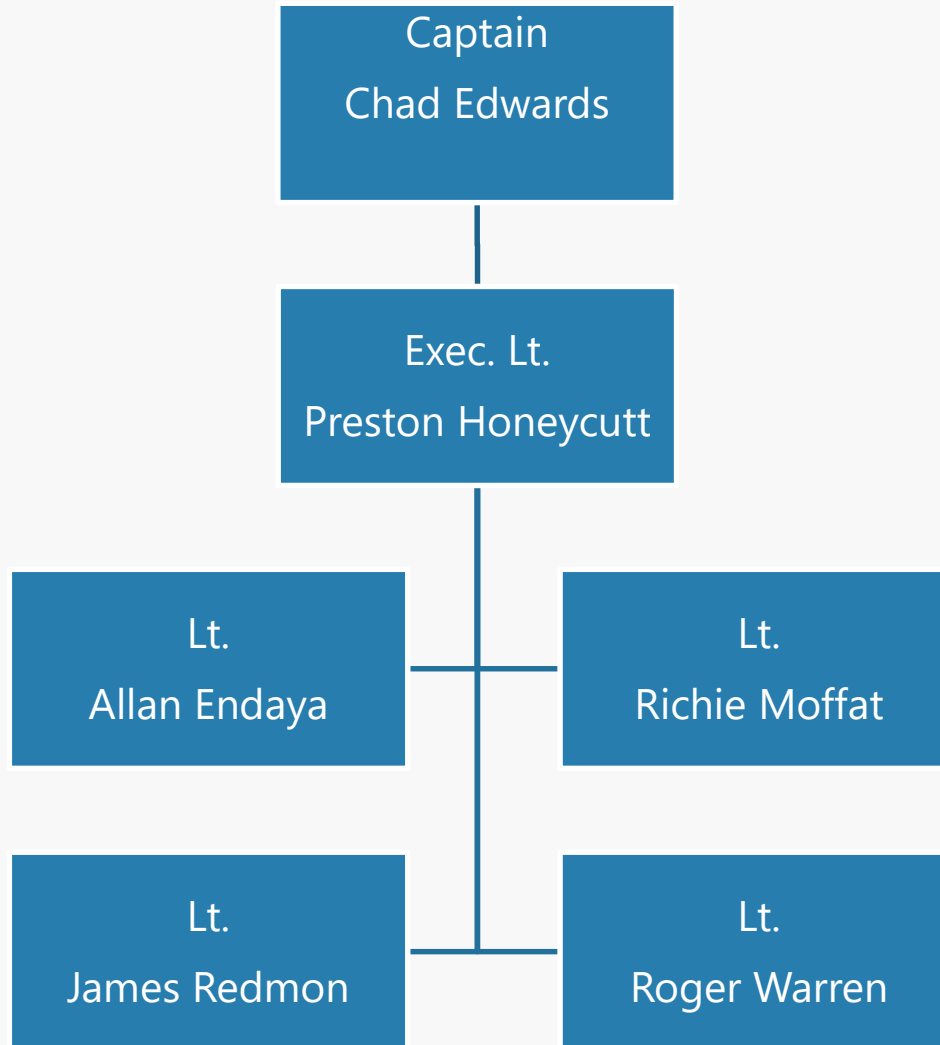 Captain
Chad Edwards
Exec. Lt.
Preston Honeycutt
Lt.
Allan Endaya
Lt.
Richie Moffat
Lt.
James Redmon
Lt.
Roger Warren